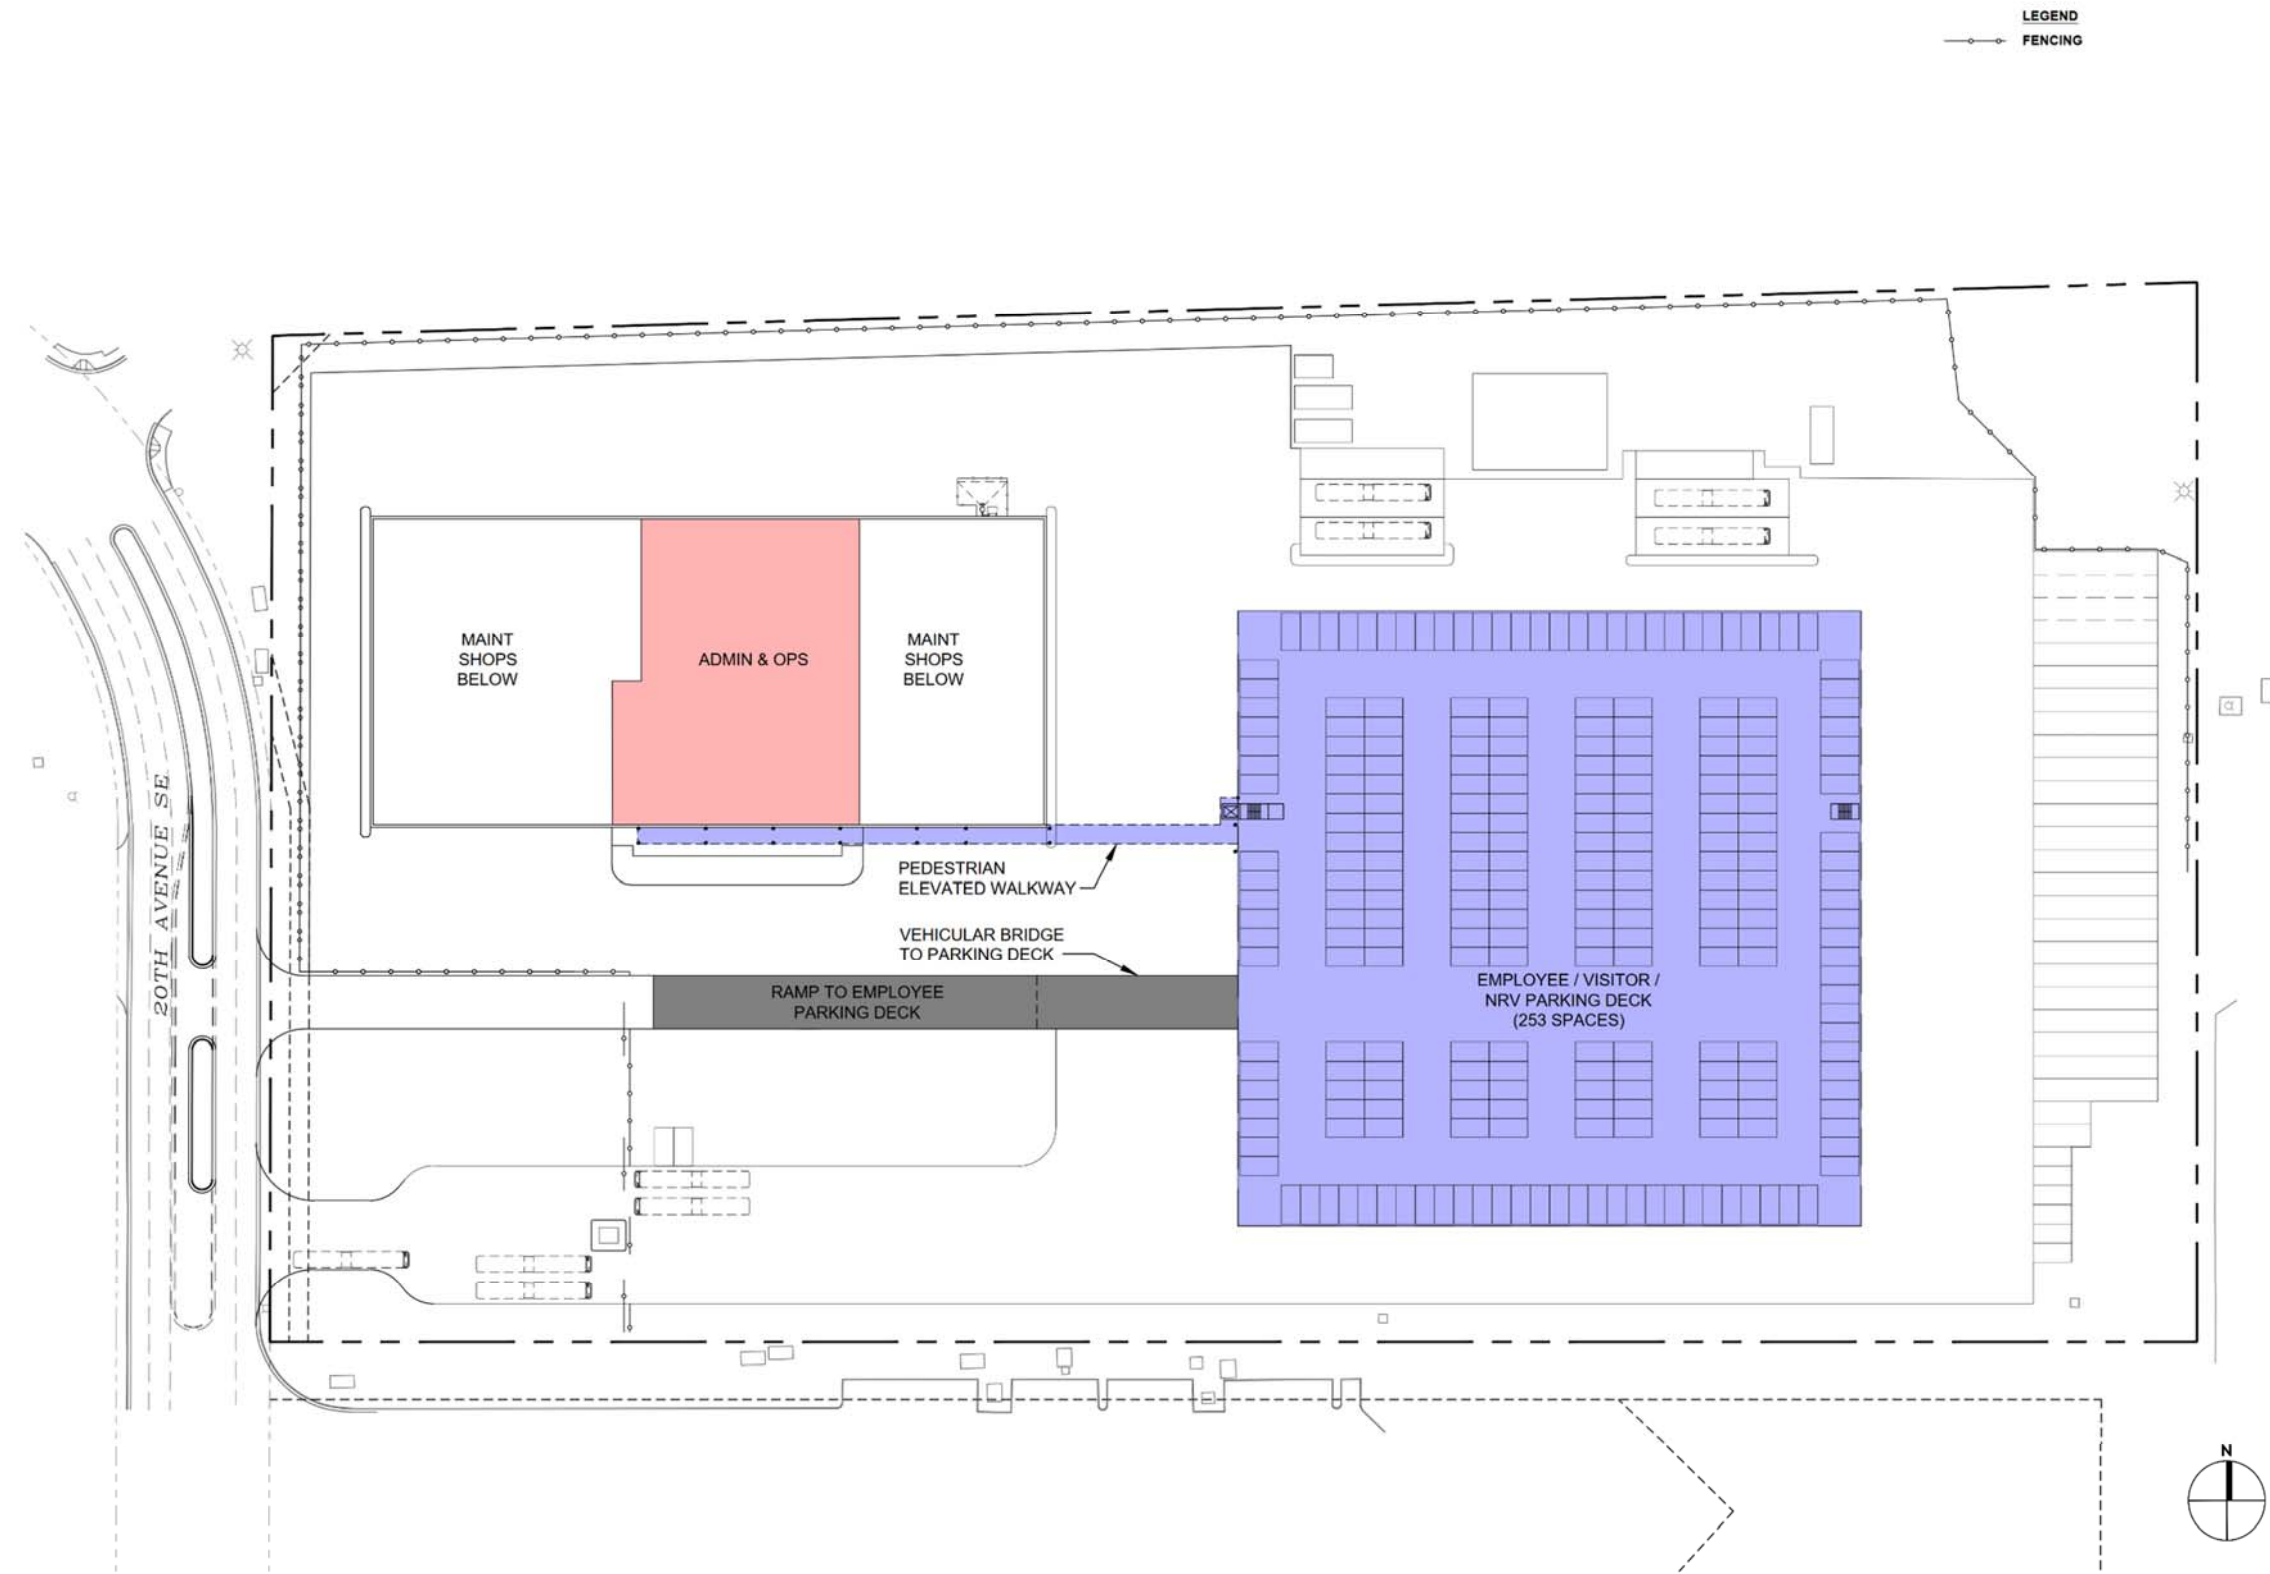 LEGEND
FENCING
MAINT
SHOPS
BELOW
ADMIN & OPS
MAINT
SHOPS
BELOW
20TH AVENUE SE
PEDESTRIAN
ELEVATED WALKWAY
VEHICULAR BRIDGE
TO PARKING DECK
RAMP TO EMPLOYEE
PARKING DECK
EMPLOYEE / VISITOR /
NRV PARKING DECK
(253 SPACES)
N